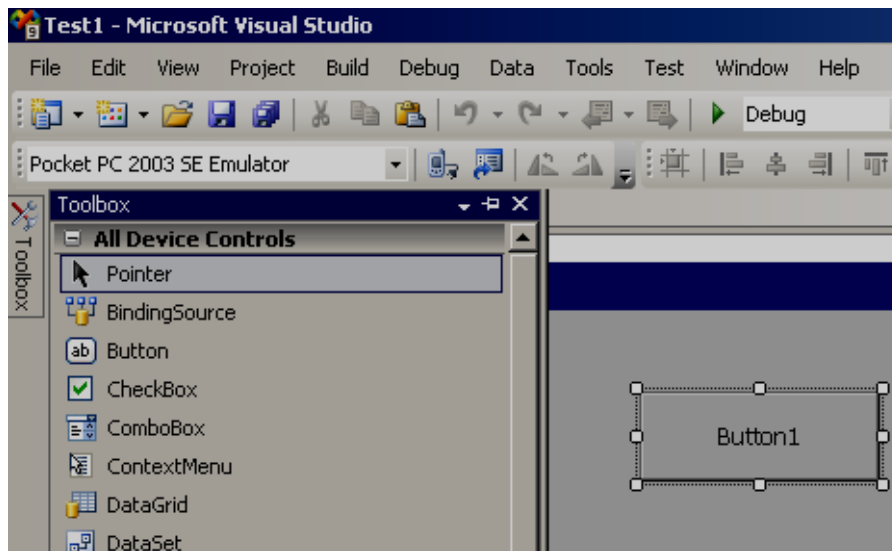 Test1 - Microsoft Visual Studio
File Edit View Project Build Debug Data Tools Test Window Help
Debug
Pocket PC 2003 SE Emulator
Toolbox
Toolbox
All Device Controls
Pointer
BindingSource
ab Button
CheckBox
ComboBox
ContextMenu
DataGrid
DataSet
Button1